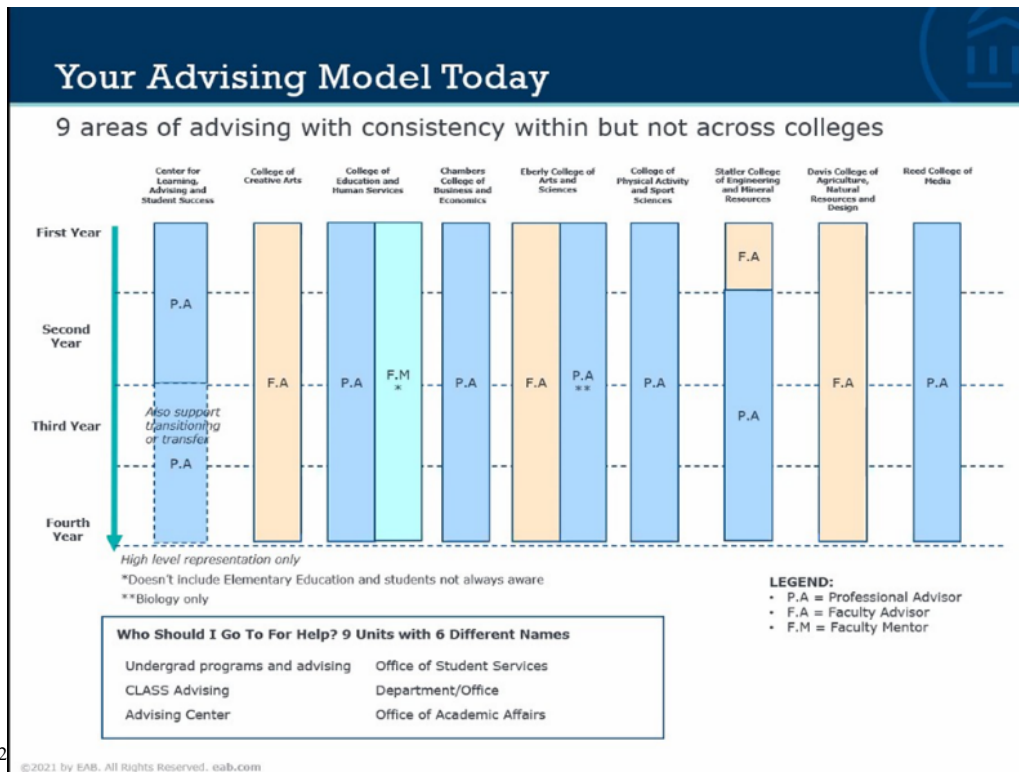 Your Advising Model Today
9 areas of advising with consistency within but not across colleges
Center for
Learning,
Advising and
Student Success
College of
Creative Arts
College of
Education and
Human Services
Chambers
College of
Business and
Economics
Eberly College of
Arts and
Sciences
College of
Physical Activity
and Sport
Sciences
Statler College
of Engineering
and Mineral
Resources
Davis College of
Agriculture,
Natural
Resources and
Design
Reed College of
Media
First Year
Second
Year
Third Year
Fourth
Year
P.A
Also support
transitioning
or transfer
P.A
F.A
P.A
F.M
*
P.A
F.A
P.A
**
P.A
F.A
P.A
F.A
P.A
High level representation only
*Doesn't include Elementary Education and students not always aware
**Biology only
LEGEND:
• P.A = Professional Advisor
• F.A = Faculty Advisor
• F.M = Faculty Mentor
Who Should I Go To For Help? 9 Units with 6 Different Names
Undergrad programs and advising
CLASS Advising
Advising Center
Office of Student Services
Department/Office
Office of Academic Affairs
2
©2021 by EAB. All Rights Reserved. eab.com